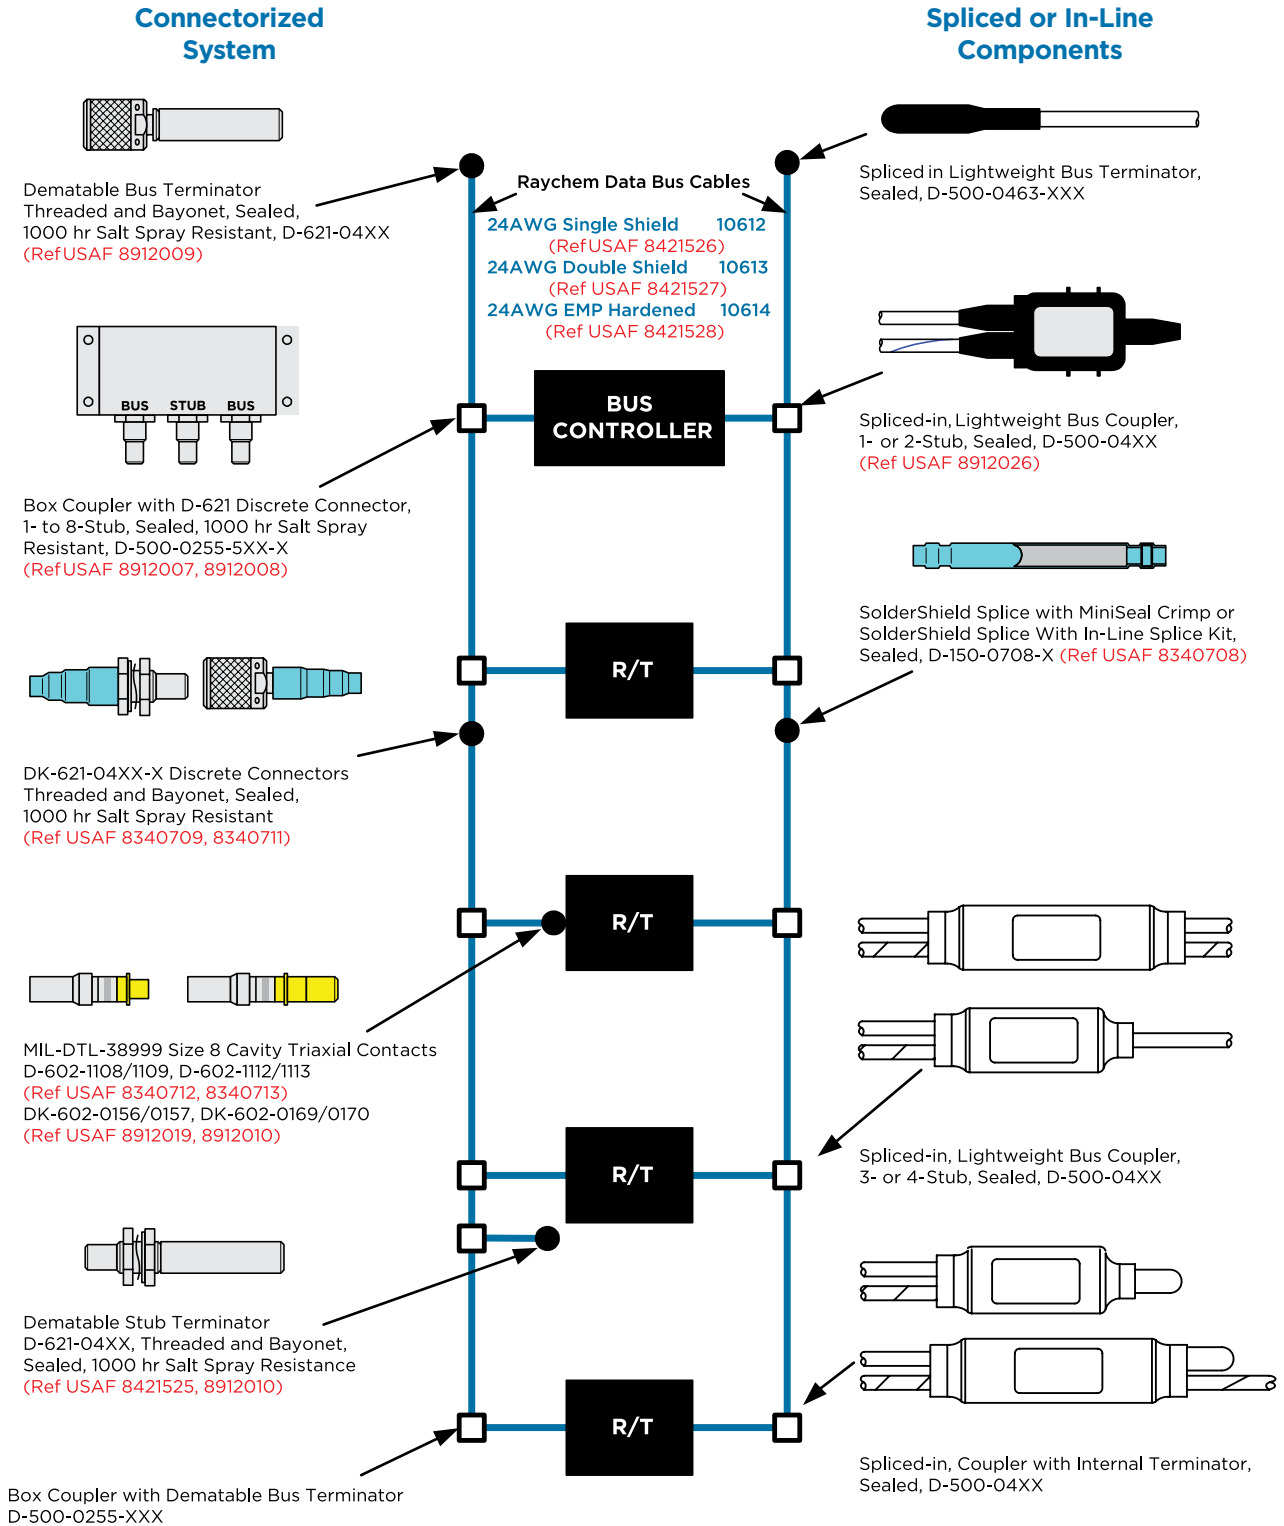 Connectorized
System
Spliced or In-Line
Components
Dematable Bus Terminator
Threaded and Bayonet, Sealed,
1000 hr Salt Spray Resistant, D-621-04XX
(Ref USAF 8912009)
Raychem Data Bus Cables
24AWG Single Shield 10612
(Ref USAF 8421526)
24AWG Double Shield 10613
(Ref USAF 8421527)
24AWG EMP Hardened 10614
(Ref USAF 8421528)
Spliced in Lightweight Bus Terminator,
Sealed, D-500-0463-XXX
BUS STUB BUS
BUS
CONTROLLER
Box Coupler with D-621 Discrete Connector,
1- to 8-Stub, Sealed, 1000 hr Salt Spray
Resistant, D-500-0255-5XX-X
(Ref USAF 8912007, 8912008)
Spliced-in, Lightweight Bus Coupler,
1- or 2-Stub, Sealed, D-500-04XX
(Ref USAF 8912026)
SolderShield Splice with MiniSeal Crimp or
SolderShield Splice With In-Line Splice Kit,
Sealed, D-150-0708-X (Ref USAF 8340708)
R/T
DK-621-04XX-X Discrete Connectors
Threaded and Bayonet, Sealed,
1000 hr Salt Spray Resistant
(Ref USAF 8340709, 8340711)
R/T
MIL-DTL-38999 Size 8 Cavity Triaxial Contacts
D-602-1108/1109, D-602-1112/1113
(Ref USAF 8340712, 8340713)
DK-602-0156/0157, DK-602-0169/0170
(Ref USAF 8912019, 8912010)
R/T
Spliced-in, Lightweight Bus Coupler,
3- or 4-Stub, Sealed, D-500-04XX
Dematable Stub Terminator
D-621-04XX, Threaded and Bayonet,
Sealed, 1000 hr Salt Spray Resistance
(Ref USAF 8421525, 8912010)
R/T
Spliced-in, Coupler with Internal Terminator,
Sealed, D-500-04XX
Box Coupler with Dematable Bus Terminator
D-500-0255-XXX